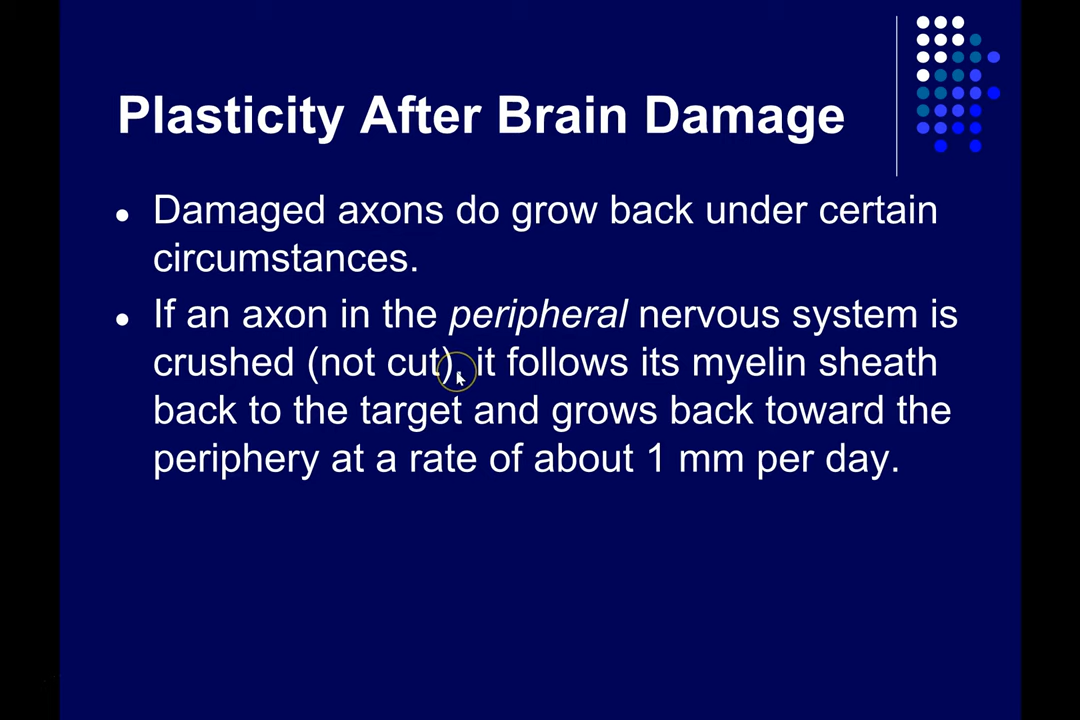 Plasticity After Brain Damage
Damaged axons do grow back under certain
circumstances.
If an axon in the peripheral nervous system is
crushed (not cut), it follows its myelin sheath
back to the target and grows back toward the
periphery at a rate of about 1 mm per day.